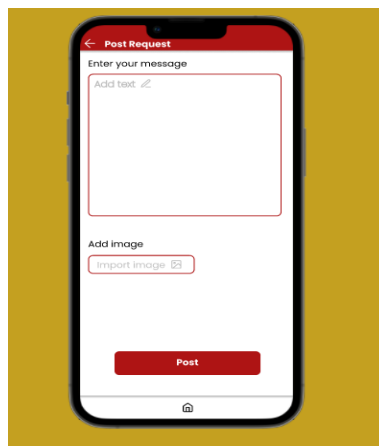 Post Request
Enter your message
Add text
Add image
Import image
Post